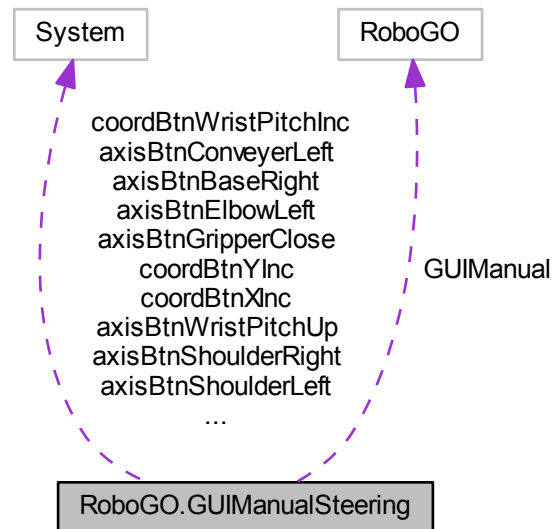 System
RoboGO
coordBtnWristPitchInc
axisBtnConveyerLeft
axisBtnBaseRight
axisBtnElbowLeft
axisBtnGripperClose
coordBtnYInc
coordBtnXInc
axisBtnWristPitchUp
axisBtnShoulderRight
axisBtnShoulderLeft
...
GUIManual
RoboGO.GUIManualSteering